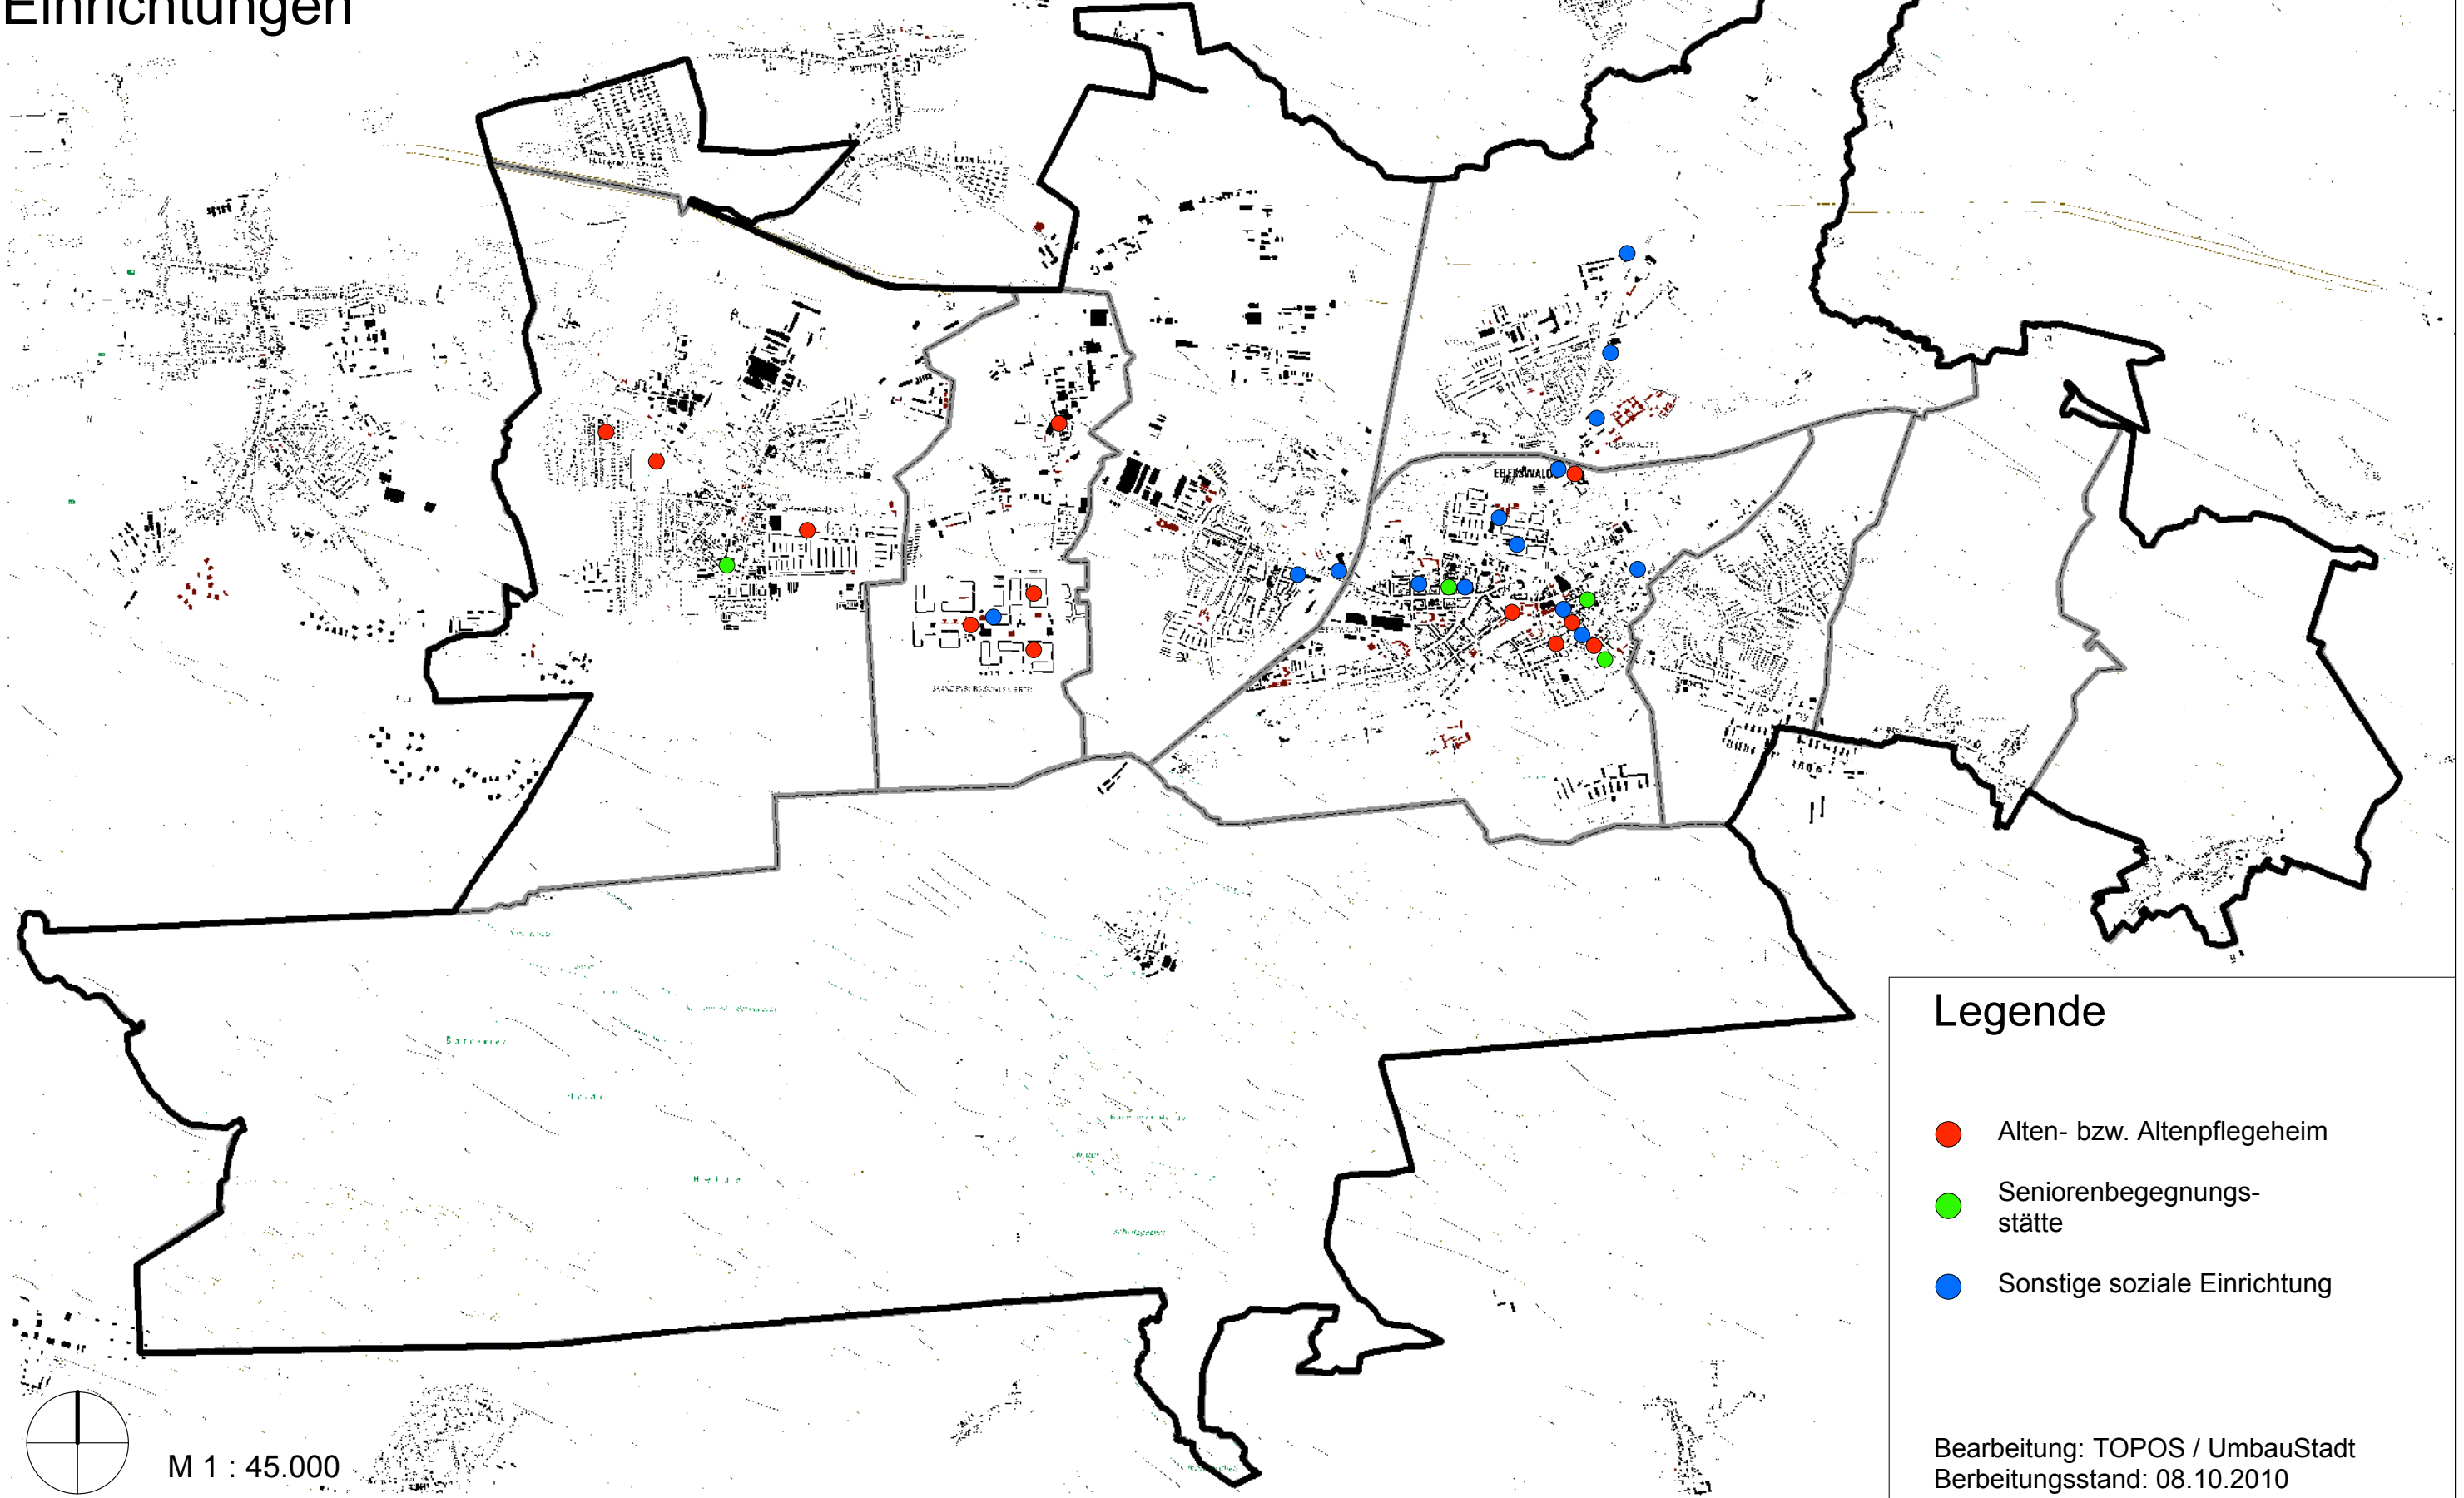 Einrichtungen
Legende
Alten- bzw. Altenpflegeheim
Seniorenbegegnungs-
stätte
Sonstige soziale Einrichtung
Bearbeitung: TOPOS / UmbauStadt
Berbeitungsstand: 08.10.2010
M 1 : 45.000